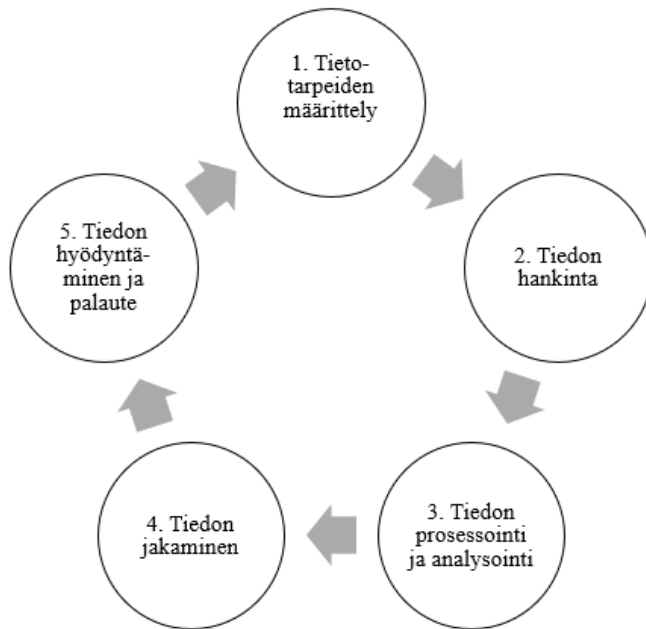 1. Tieto-
tarpeiden
määrittely
2. Tiedon
hankinta
3. Tiedon
prosessointi
ja analysointi
4. Tiedon
jakaminen
5. Tiedon
hyödyntä-
minen ja
palaute